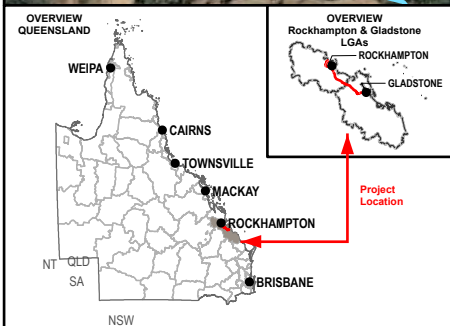 OVERVIEW
QUEENSLAND
WEIPA
CAIRNS
TOWNSVILLE
MACKAY
ROCKHAMPTON
BRISBANE
NT
QLD
SA
NSW
OVERVIEW
Rockhampton & Gladstone
LGAs
ROCKHAMPTON
GLADSTONE
Project
Location